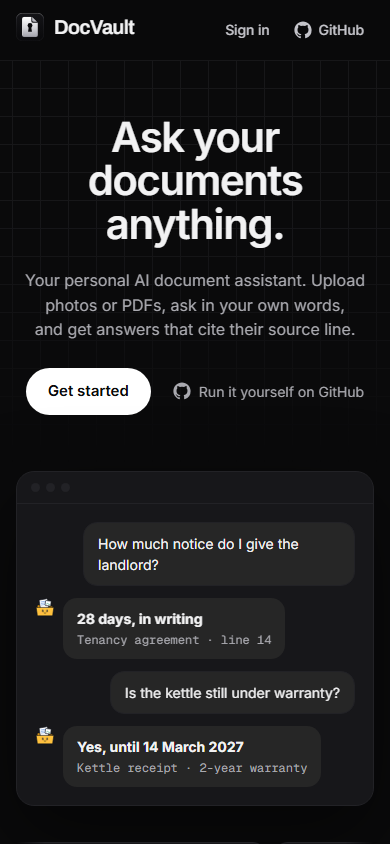 DocVault
Sign in
GitHub
Ask your
documents
anything.
Your personal AI document assistant. Upload
photos or PDFs, ask in your own words,
and get answers that cite their source line.
Get started
Run it yourself on GitHub
How much notice do I give the
landlord?
28 days, in writing
Tenancy agreement · line 14
Is the kettle still under warranty?
Yes, until 14 March 2027
Kettle receipt · 2-year warranty